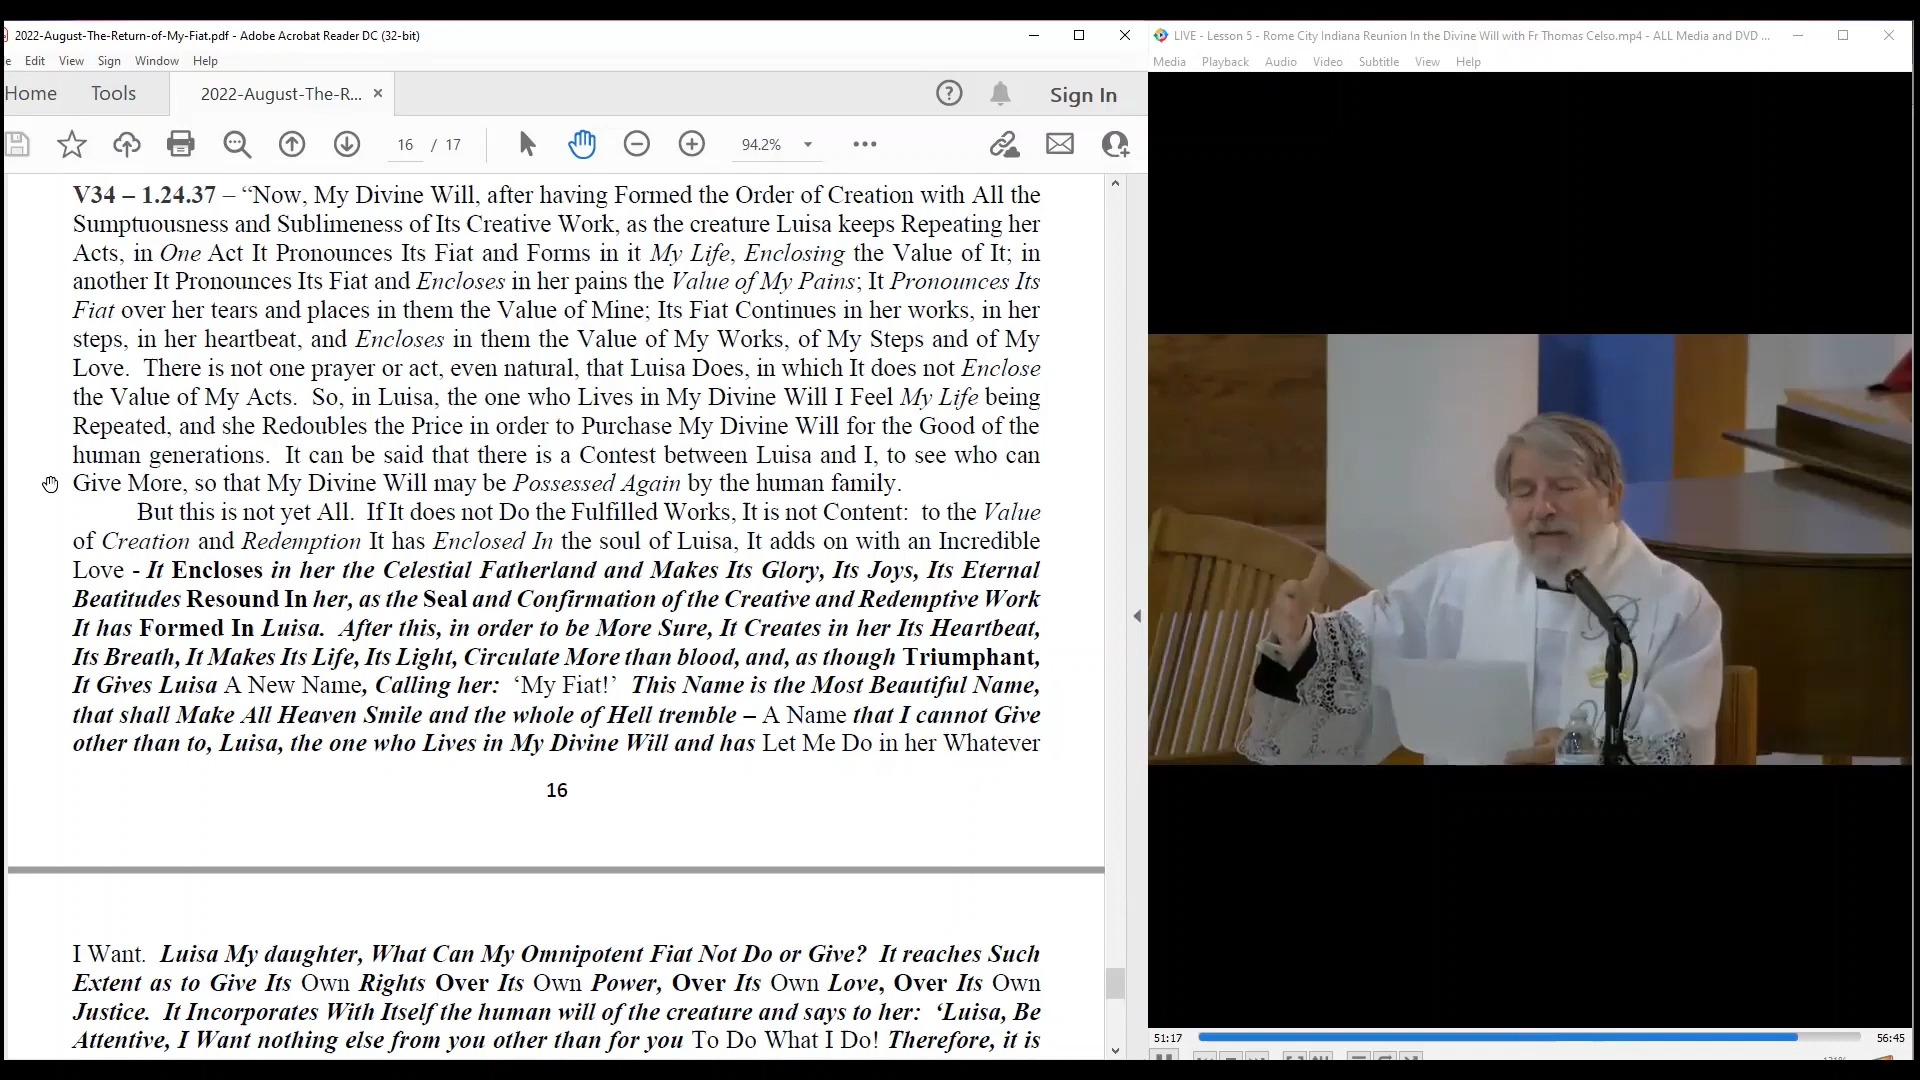 2022-August-The-Return-of-My-Fiat.pdf - Adobe Acrobat Reader DC (32-bit)
e Edit View Sign Window Help
Home Tools 2022-August-The-R... × Sign In
16 / 17 94.2%
V34 – 1.24.37 – “Now, My Divine Will, after having Formed the Order of Creation with All the
Sumptuousness and Sublimeness of Its Creative Work, as the creature Luisa keeps Repeating her
Acts, in One Act It Pronounces Its Fiat and Forms in it My Life, Enclosing the Value of It; in
another It Pronounces Its Fiat and Encloses in her pains the Value of My Pains; It Pronounces Its
Fiat over her tears and places in them the Value of Mine; Its Fiat Continues in her works, in her
steps, in her heartbeat, and Encloses in them the Value of My Works, of My Steps and of My
Love.  There is not one prayer or act, even natural, that Luisa Does, in which It does not Enclose
the Value of My Acts.  So, in Luisa, the one who Lives in My Divine Will I Feel My Life being
Repeated, and she Redoubles the Price in order to Purchase My Divine Will for the Good of the
human generations.  It can be said that there is a Contest between Luisa and I, to see who can
Give More, so that My Divine Will may be Possessed Again by the human family.
But this is not yet All.  If It does not Do the Fulfilled Works, It is not Content:  to the Value
of Creation and Redemption It has Enclosed In the soul of Luisa, It adds on with an Incredible
Love - It Encloses in her the Celestial Fatherland and Makes Its Glory, Its Joys, Its Eternal
Beatitudes Resound In her, as the Seal and Confirmation of the Creative and Redemptive Work
It has Formed In Luisa.  After this, in order to be More Sure, It Creates in her Its Heartbeat,
Its Breath, It Makes Its Life, Its Light, Circulate More than blood, and, as though Triumphant,
It Gives Luisa A New Name, Calling her:  ‘My Fiat!’  This Name is the Most Beautiful Name,
that shall Make All Heaven Smile and the whole of Hell tremble – A Name that I cannot Give
other than to, Luisa, the one who Lives in My Divine Will and has Let Me Do in her Whatever
16
I Want.  Luisa My daughter, What Can My Omnipotent Fiat Not Do or Give?  It reaches Such
Extent as to Give Its Own Rights Over Its Own Power, Over Its Own Love, Over Its Own
Justice.  It Incorporates With Itself the human will of the creature and says to her:  ‘Luisa, Be
Attentive, I Want nothing else from you other than for you To Do What I Do!  Therefore, it is
LIVE - Lesson 5 - Rome City Indiana Reunion In the Divine Will with Fr Thomas Celso.mp4 - ALL Media and DVD ...
Media Playback Audio Video Subtitle View Help
51:17 56:45